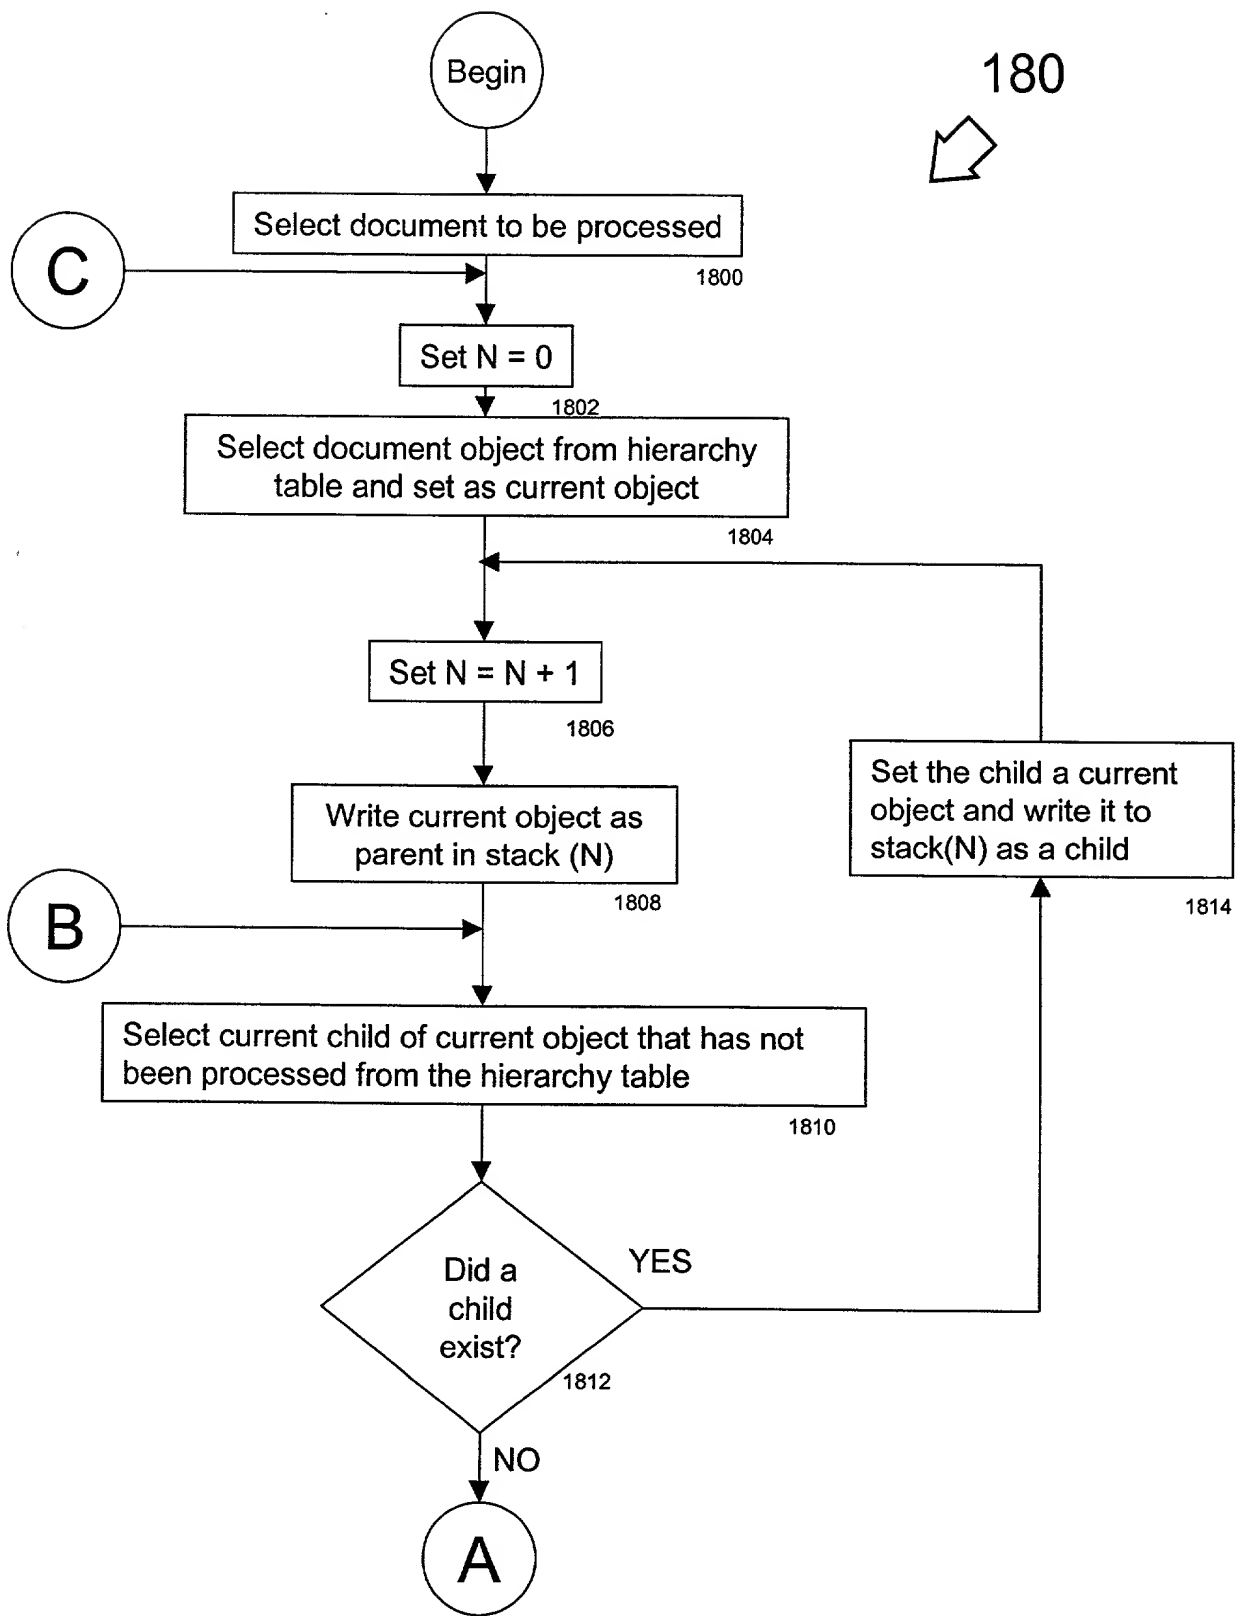 Begin
180
Select document to be processed
1800
C
Set N = 0
1802
Select document object from hierarchy
table and set as current object
1804
Set N = N + 1
1806
Write current object as
parent in stack (N)
1808
Set the child a current
object and write it to
stack(N) as a child
1814
B
Select current child of current object that has not
been processed from the hierarchy table
1810
Did a
child
exist?
1812
YES
NO
A